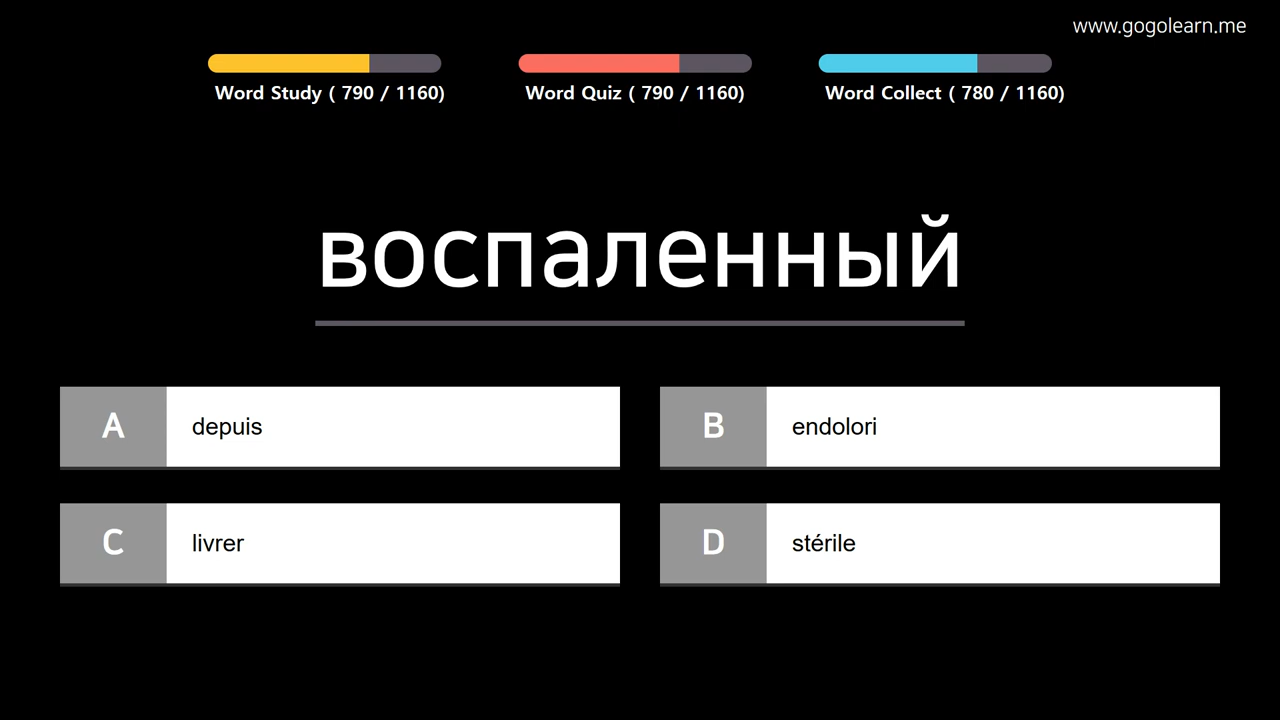 www.gogolearn.me
Word Study ( 790 / 1160)
Word Quiz ( 790 / 1160)
Word Collect ( 780 / 1160)
воспаленный
A depuis
B endolori
C livrer
D stérile